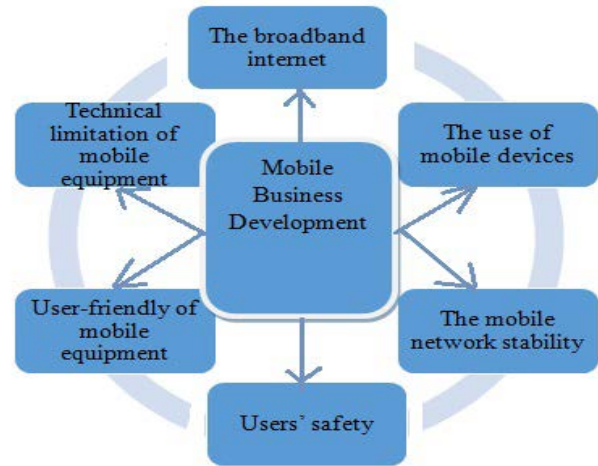 The broadband
internet
Technical
limitation of
mobile
equipment
Mobile
Business
Development
The use of
mobile devices
User-friendly of
mobile
equipment
The mobile
network stability
Users’ safety